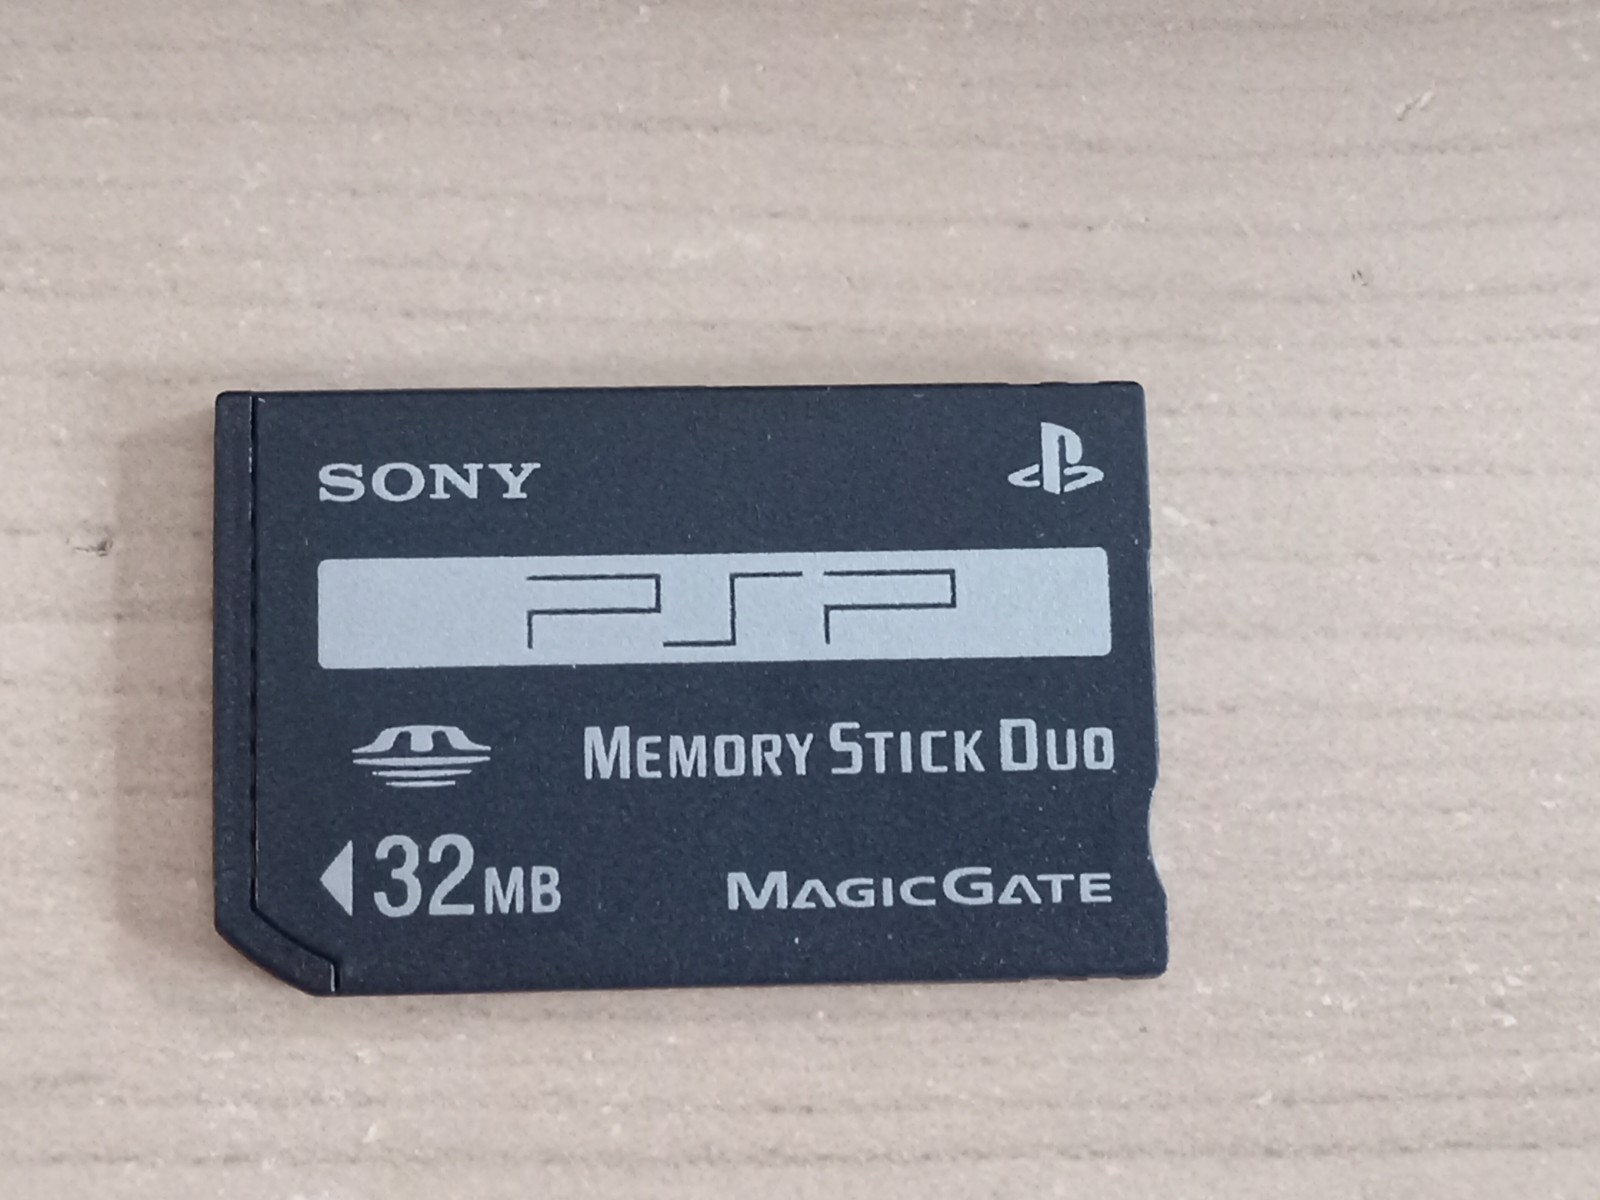 SONY
PSP
MEMORY STICK DUO
32MB MAGICGATE